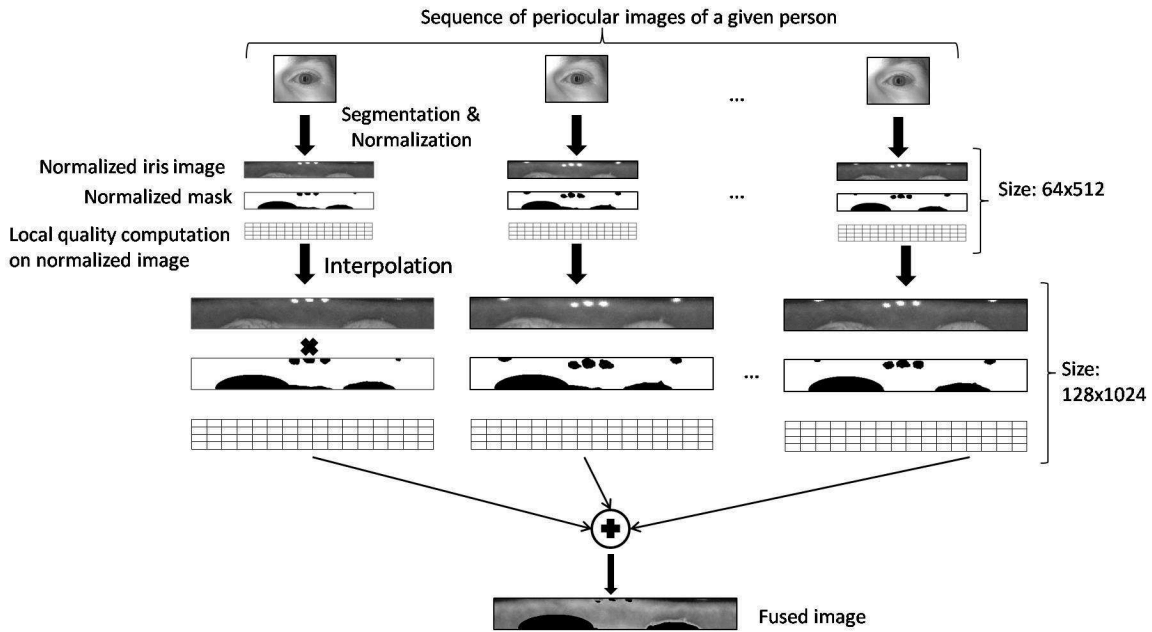 Sequence of periocular images of a given person
...
Segmentation &
Normalization
Normalized iris image
Normalized mask
...
Size: 64x512
Local quality computation
on normalized image
Interpolation
...
Size:
128x1024
Fused image